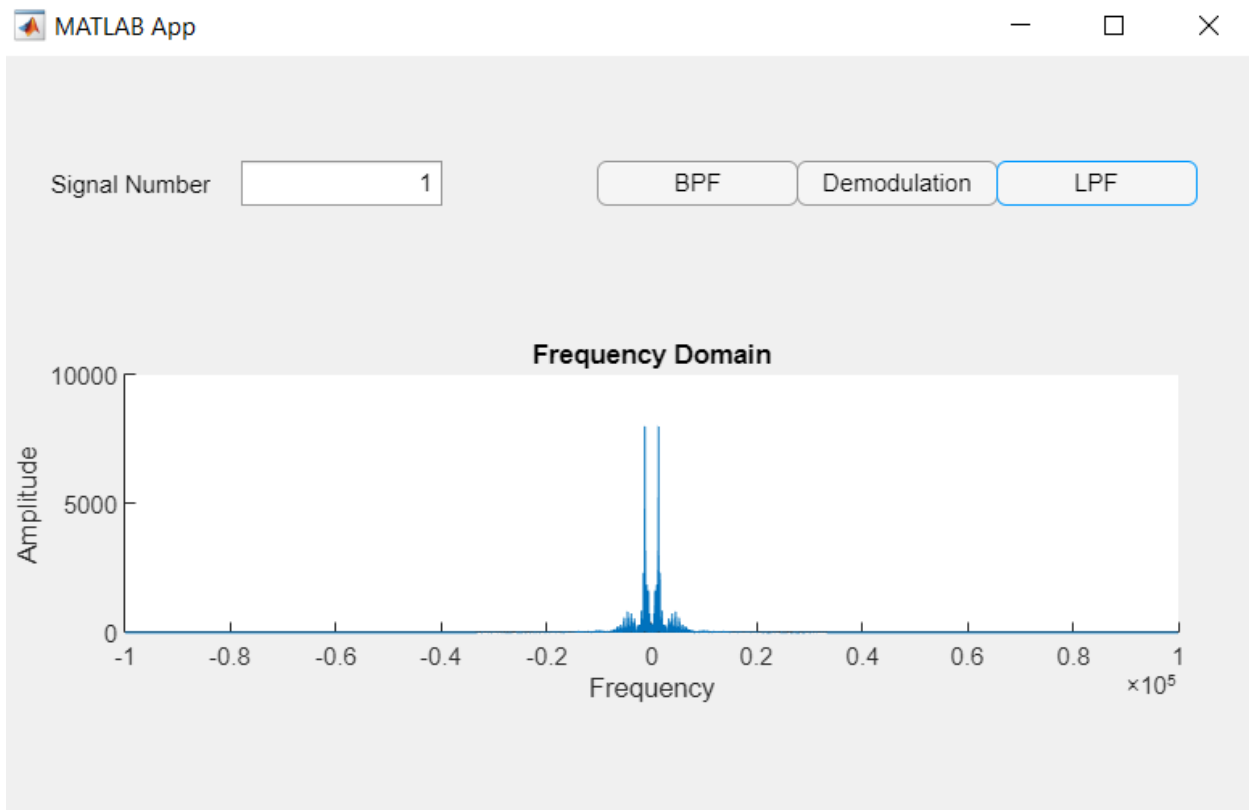 MATLAB App
Signal Number 1 BPF Demodulation LPF
Frequency Domain
10000
5000
0
Amplitude
-1 -0.8 -0.6 -0.4 -0.2 0 0.2 0.4 0.6 0.8 1
Frequency
×10⁵